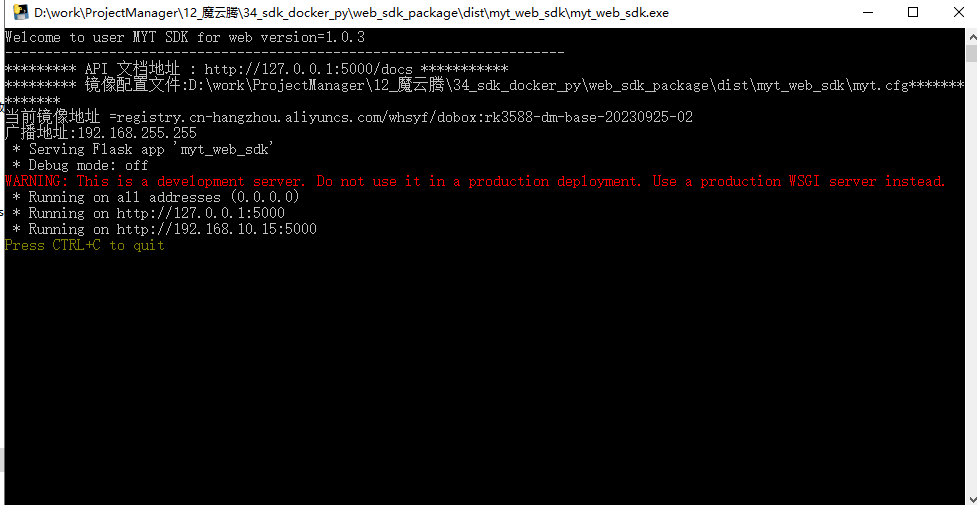 D:\work\ProjectManager\12_魔云腾\34_sdk_docker_py\web_sdk_package\dist\myt_web_sdk\myt_web_sdk.exe
Welcome to user MYT SDK for web version=1.0.3
----------------------------------------------------------------------
********* API 文档地址 : http://127.0.0.1:5000/docs ***********
********* 镜像配置文件:D:\work\ProjectManager\12_魔云腾\34_sdk_docker_py\web_sdk_package\dist\myt_web_sdk\myt.cfg*******
*******
当前镜像地址 =registry.cn-hangzhou.aliyuncs.com/whsyf/dobox:rk3588-dm-base-20230925-02
广播地址:192.168.255.255
 * Serving Flask app 'myt_web_sdk'
 * Debug mode: off
WARNING: This is a development server. Do not use it in a production deployment. Use a production WSGI server instead.
 * Running on all addresses (0.0.0.0)
 * Running on http://127.0.0.1:5000
 * Running on http://192.168.10.15:5000
Press CTRL+C to quit